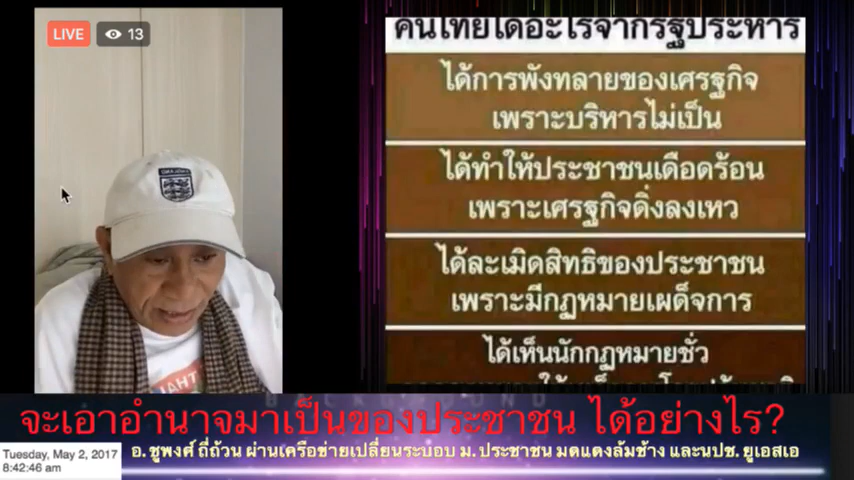 LIVE 13
คนไทยได้อะไรจากรัฐประหาร
ได้การพังทลายของเศรฐกิจ
เพราะบริหารไม่เป็น
ได้ทำให้ประชาชนเดือดร้อน
เพราะเศรฐกิจดิ่งลงเหว
ได้ละเมิดสิทธิของประชาชน
เพราะมีกฏหมายเผด็จการ
ได้เห็นนักกฏหมายชั่ว
จะเอาอำนาจมาเป็นของประชาชน ได้อย่างไร?
อ. ชูพงศ์ ถี่ถ้วน ผ่านเครือข่ายเปลี่ยนระบอบ ม. ประชาชน มดแดงล้มช้าง และนปช. ยูเอสเอ
Tuesday, May 2, 2017
8:42:46 am